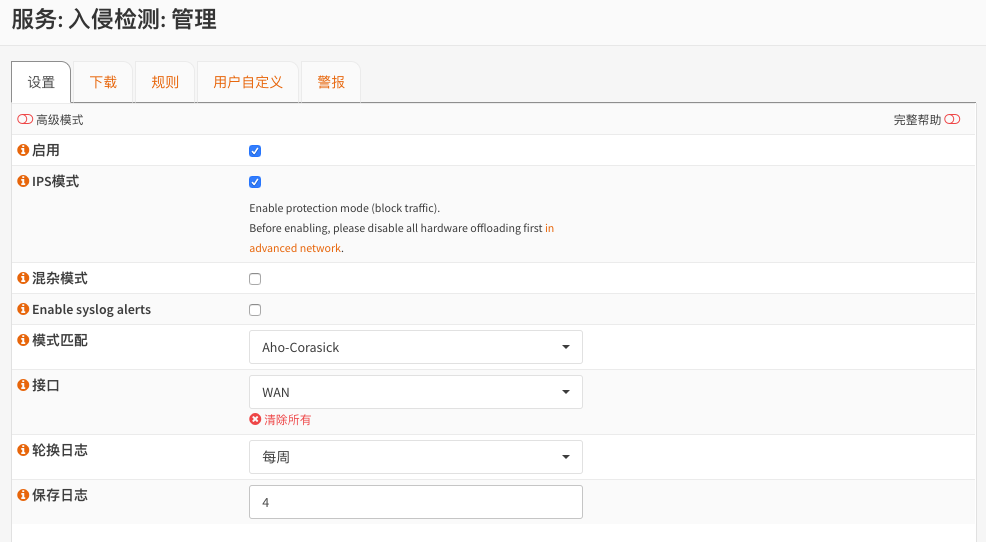 服务: 入侵检测: 管理
设置 下载 规则 用户自定义 警报
高级模式 完整帮助
启用
IPS模式
Enable protection mode (block traffic).
Before enabling, please disable all hardware offloading first in
advanced network.
混杂模式
Enable syslog alerts
模式匹配 Aho-Corasick
接口 WAN
清除所有
轮换日志 每周
保存日志 4